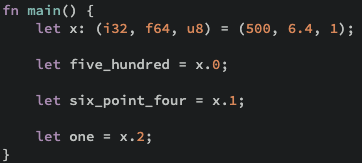 fn main() {
    let x: (i32, f64, u8) = (500, 6.4, 1);
    let five_hundred = x.0;
    let six_point_four = x.1;
    let one = x.2;
}